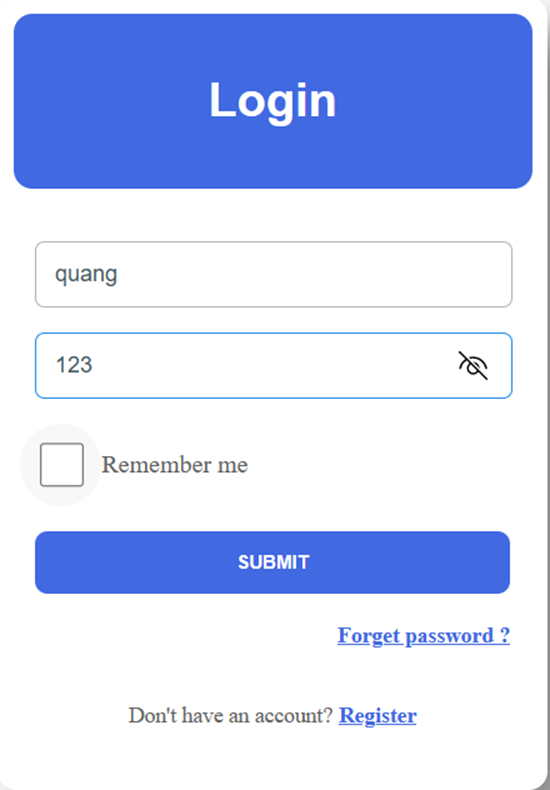 Login
quang
123
Remember me
SUBMIT
Forget password ?
Don't have an account? Register